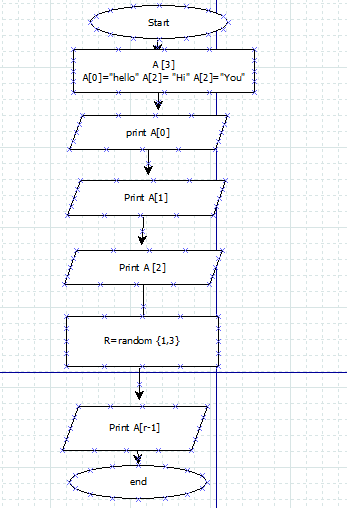 Start
A [3]
A[0]="hello" A[2]= "Hi" A[2]="You"
print A[0]
Print A[1]
Print A [2]
R=random {1,3}
Print A[r-1]
end